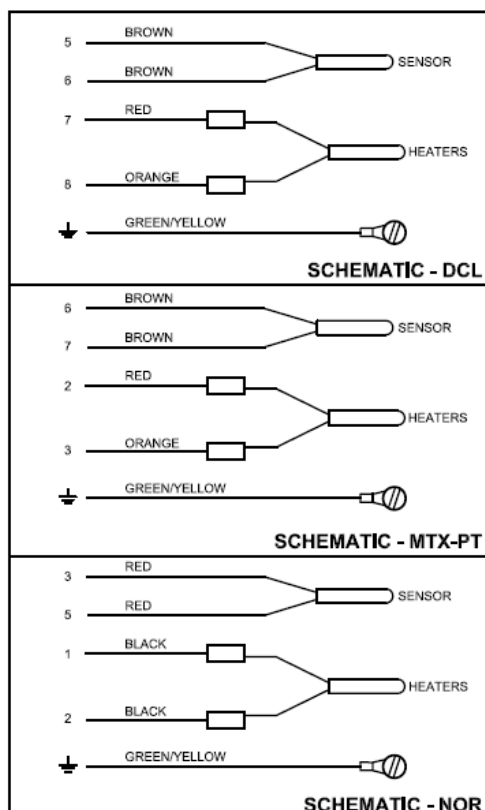 BROWN
5
SENSOR
BROWN
6
RED
7
HEATERS
ORANGE
8
GREEN/YELLOW
SCHEMATIC - DCL
BROWN
6
SENSOR
BROWN
7
RED
2
HEATERS
ORANGE
3
GREEN/YELLOW
SCHEMATIC - MTX-PT
RED
3
SENSOR
RED
5
BLACK
1
HEATERS
BLACK
2
GREEN/YELLOW
SCHEMATIC - NOR